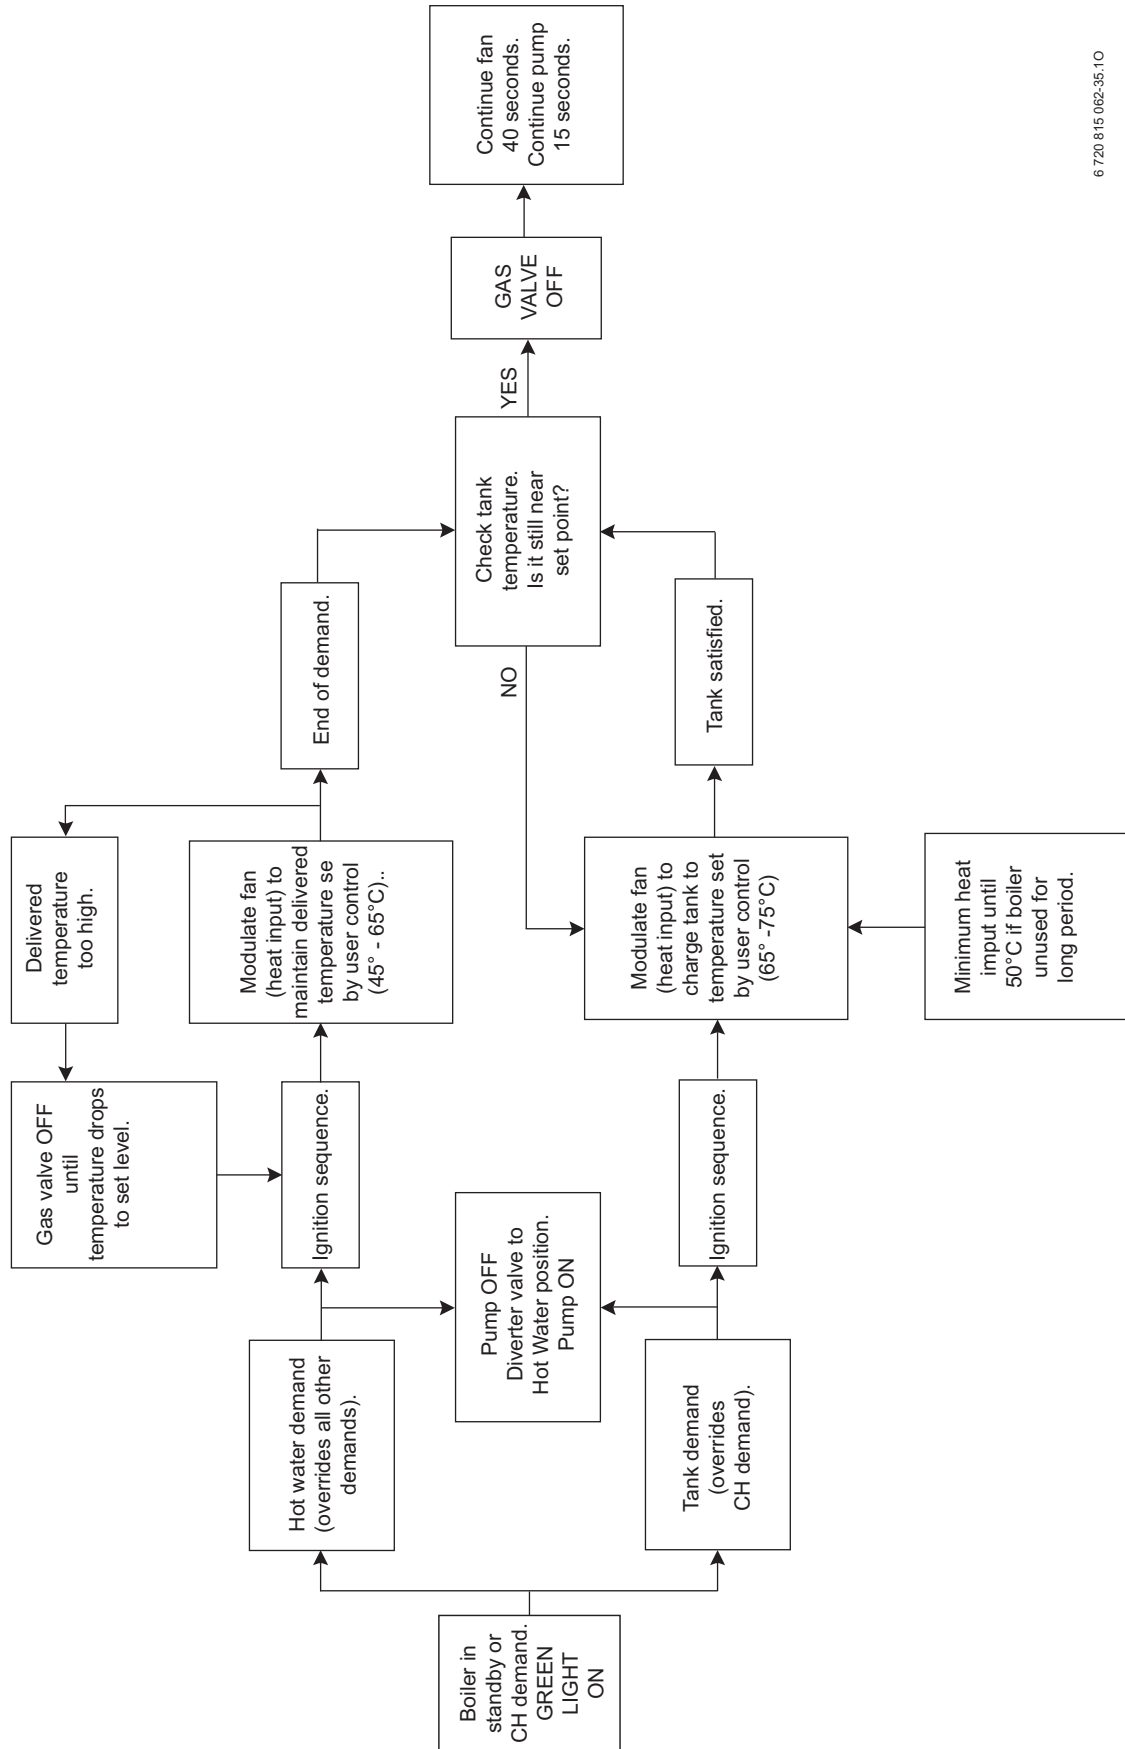 Boiler in
standby or
CH demand.
GREEN
LIGHT
ON
Hot water demand
(overrides all other
demands).
Tank demand
(overrides
CH demand).
Pump OFF
Diverter valve to
Hot Water position.
Pump ON
Ignition sequence.
Ignition sequence.
Gas valve OFF
until
temperature drops
to set level.
Delivered
temperature
too high.
Modulate fan
(heat input) to
maintain delivered
temperature se
by user control
(45° - 65°C)..
Modulate fan
(heat input) to
charge tank to
temperature set
by user control
(65° -75°C)
Minimum heat
imput until
50°C if boiler
unused for
long period.
End of demand.
Tank satisfied.
NO
Check tank
temperature.
Is it still near
set point?
YES
GAS
VALVE
OFF
Continue fan
40 seconds.
Continue pump
15 seconds.
6 720 815 062-35.1O